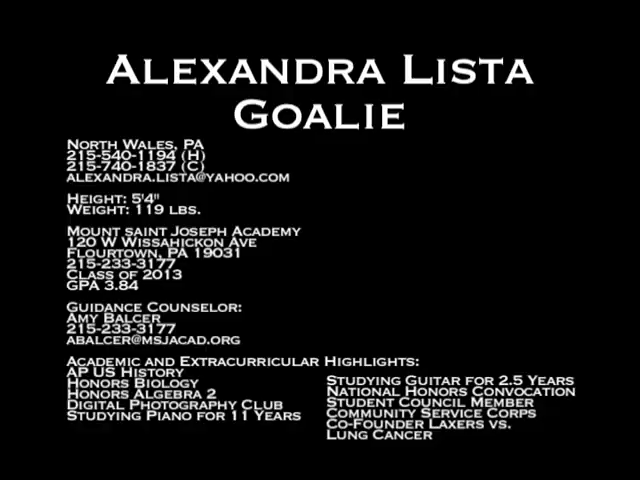 Alexandra Lista
Goalie
North Wales, PA
215-540-1194 (H)
215-740-1837 (C)
alexandra.lista@yahoo.com
Height: 5'4"
Weight: 119 lbs.
Mount saint Joseph Academy
120 W Wissahickon Ave
Flourtown, PA 19031
215-233-3177
Class of 2013
GPA 3.84
Guidance Counselor:
Amy Balcer
215-233-3177
abalcer@msjacad.org
Academic and Extracurricular Highlights:
AP US History
Honors Biology
Honors Algebra 2
Digital Photography Club
Studying Piano for 11 Years
Studying Guitar for 2.5 Years
National Honors Convocation
Student Council Member
Community Service Corps
Co-Founder Laxers vs.
Lung Cancer